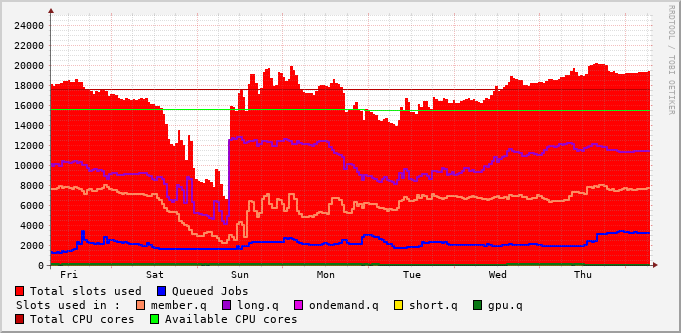 24000
22000
20000
18000
16000
14000
12000
10000
8000
6000
4000
2000
0
Fri Sat Sun Mon Tue Wed Thu
RRDTOOL / TOBI OETIKER
Total slots used Queued Jobs
Slots used in : member.q long.q ondemand.q short.q gpu.q
Total CPU cores Available CPU cores